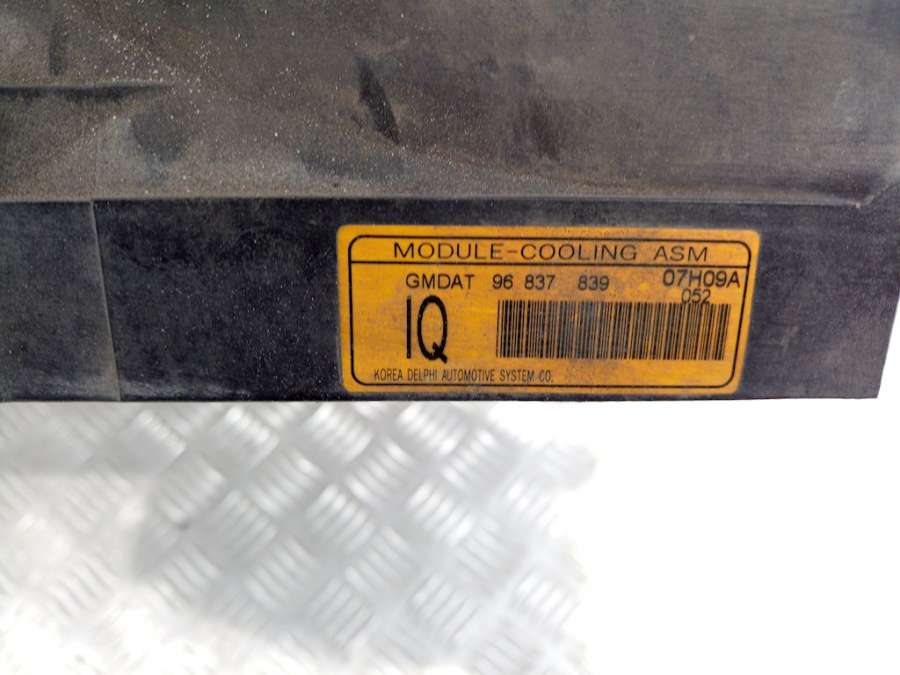 MODULE-COOLING ASM
GMDAT 96 837 839 07H09A
052
IQ
KOREA DELPHI AUTOMOTIVE SYSTEM CO.